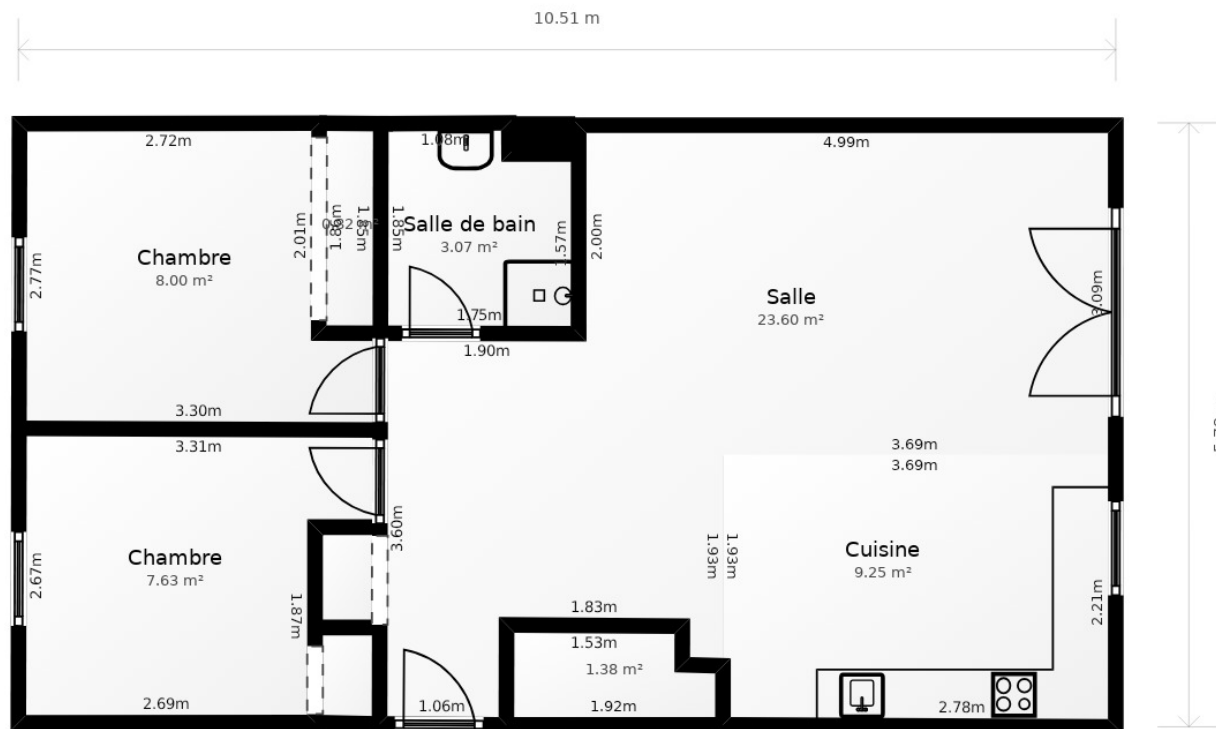 10.51 m
2.72m
1.08m
4.99m
2.77m
2.01m
1.86m
1.85m
1.85m
2.00m
Chambre
8.00 m²
Salle de bain
3.07 m²
Salle
23.60 m²
1.75m
1.90m
3.30m
3.31m
3.69m
3.69m
2.67m
Chambre
7.63 m²
1.87m
3.60m
1.93m
1.93m
Cuisine
9.25 m²
2.21m
1.83m
1.53m
1.38 m²
2.69m
1.06m
1.92m
2.78m